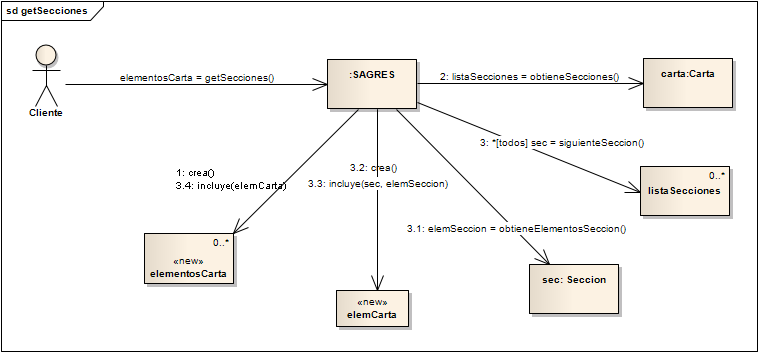 sd getSecciones
Cliente
elementosCarta = getSecciones()
:SAGRES
2: listaSecciones = obtieneSecciones()
carta:Carta
3: *[todos] sec = siguienteSeccion()
0..*
listaSecciones
1: crea()
3.4: incluye(elemCarta)
3.2: crea()
3.3: incluye(sec, elemSeccion)
3.1: elemSeccion = obtieneElementosSeccion()
0..*
«new»
elementosCarta
«new»
elemCarta
sec: Seccion